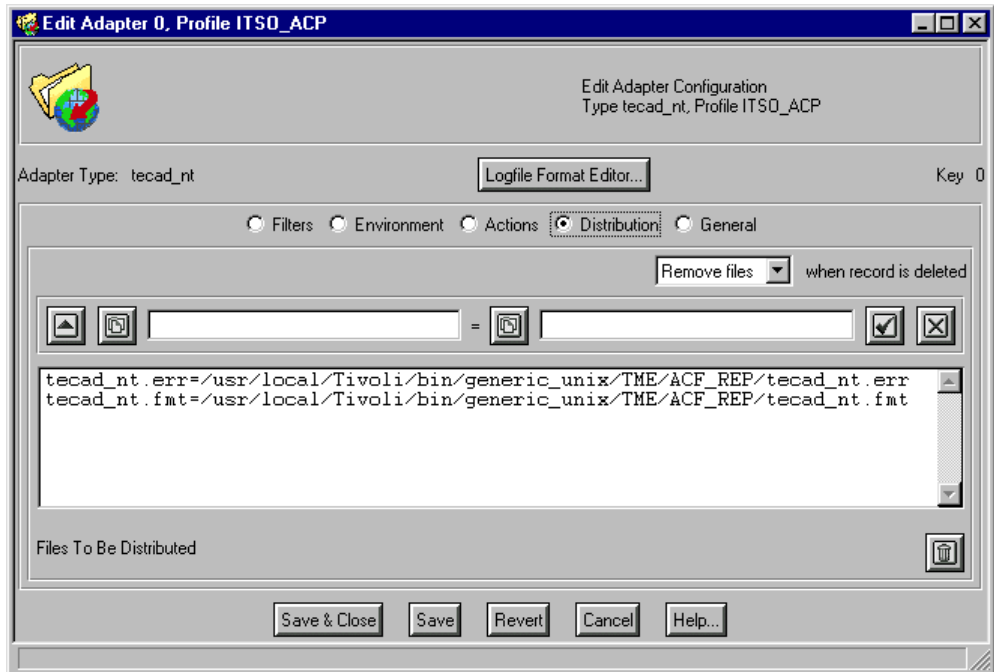 Edit Adapter 0, Profile ITSO_ACP
Edit Adapter Configuration
Type tecad_nt, Profile ITSO_ACP
Adapter Type: tecad_nt
Logfile Format Editor...
Key 0
Filters Environment Actions Distribution General
Remove files when record is deleted
=
tecad_nt.err=/usr/local/Tivoli/bin/generic_unix/TME/ACF_REP/tecad_nt.err
tecad_nt.fmt=/usr/local/Tivoli/bin/generic_unix/TME/ACF_REP/tecad_nt.fmt
Files To Be Distributed
Save & Close Save Revert Cancel Help...